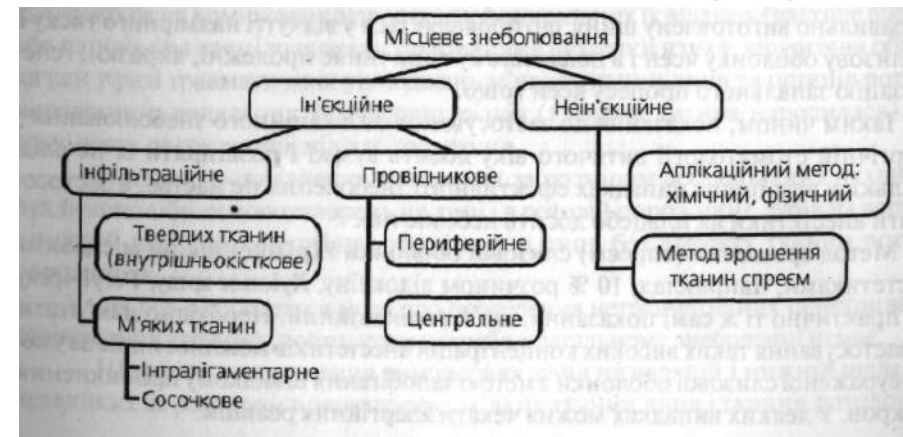 Місцеве знеболювання
Ін'єкційне
Неін'єкційне
Інфільтраційне
Провідникове
Аплікаційний метод:
хімічний, фізичний
Твердих тканин
(внутрішньокісткове)
Периферійне
Метод зрошення
тканин спреєм
М'яких тканин
Центральне
Інтралігаментарне
Сосочкове